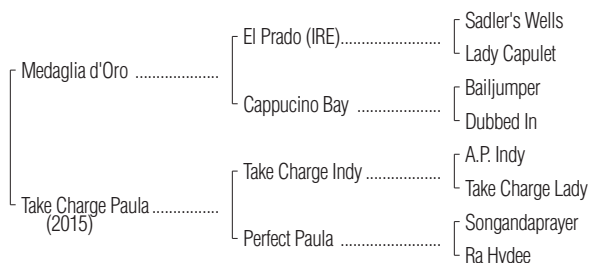 Sadler's Wells
El Prado (IRE)........................
Lady Capulet
Medaglia d'Oro ....................
Bailjumper
Cappucino Bay ....................
Dubbed In
A.P. Indy
Take Charge Indy ..................
Take Charge Lady
Take Charge Paula................
(2015)
Songandaprayer
Perfect Paula ........................
Ra Hydee